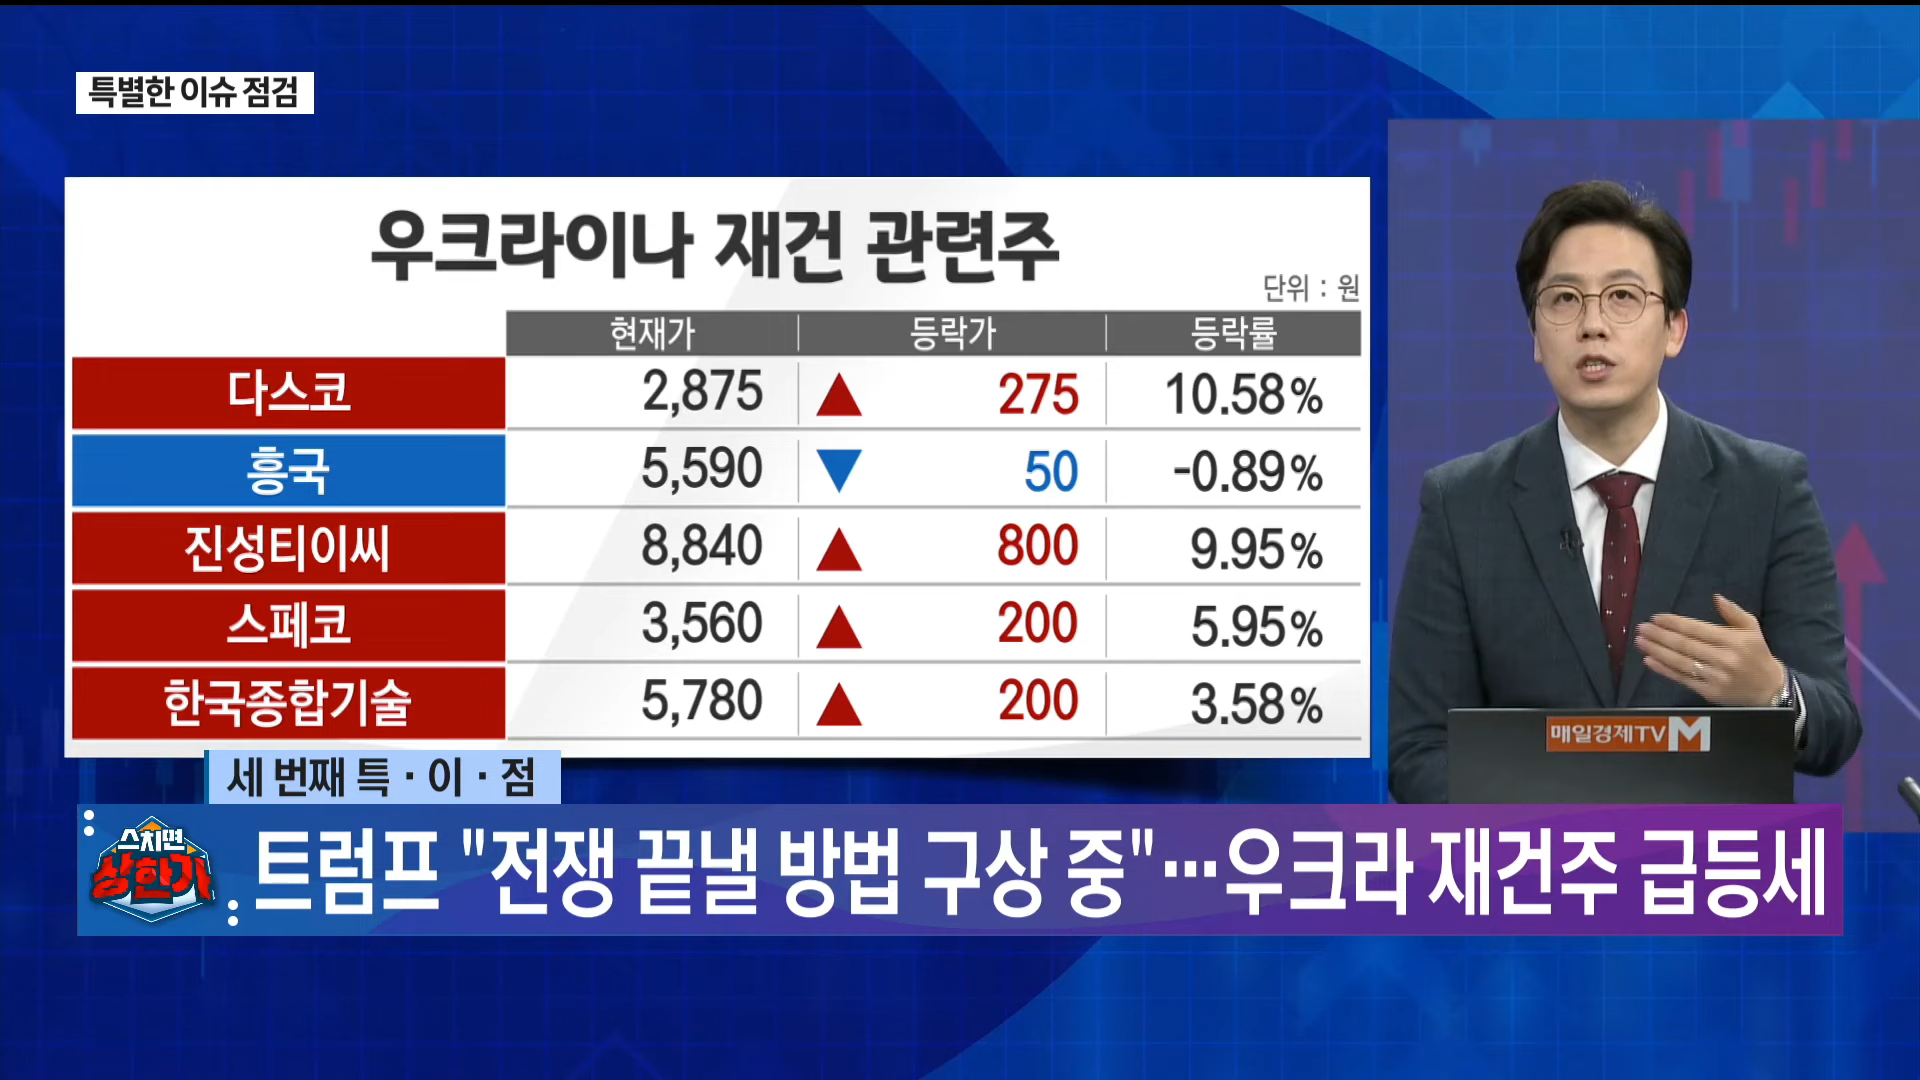 특별한 이슈 점검
우크라이나 재건 관련주
단위 : 원
현재가 등락가 등락률
다스코 2,875 ▲ 275 10.58%
흥국 5,590 ▼ 50 -0.89%
진성티이씨 8,840 ▲ 800 9.95%
스페코 3,560 ▲ 200 5.95%
한국종합기술 5,780 ▲ 200 3.58%
매일경제TV M
세 번째 특·이·점
스치면
상한가
트럼프 "전쟁 끝낼 방법 구상 중"…우크라 재건주 급등세